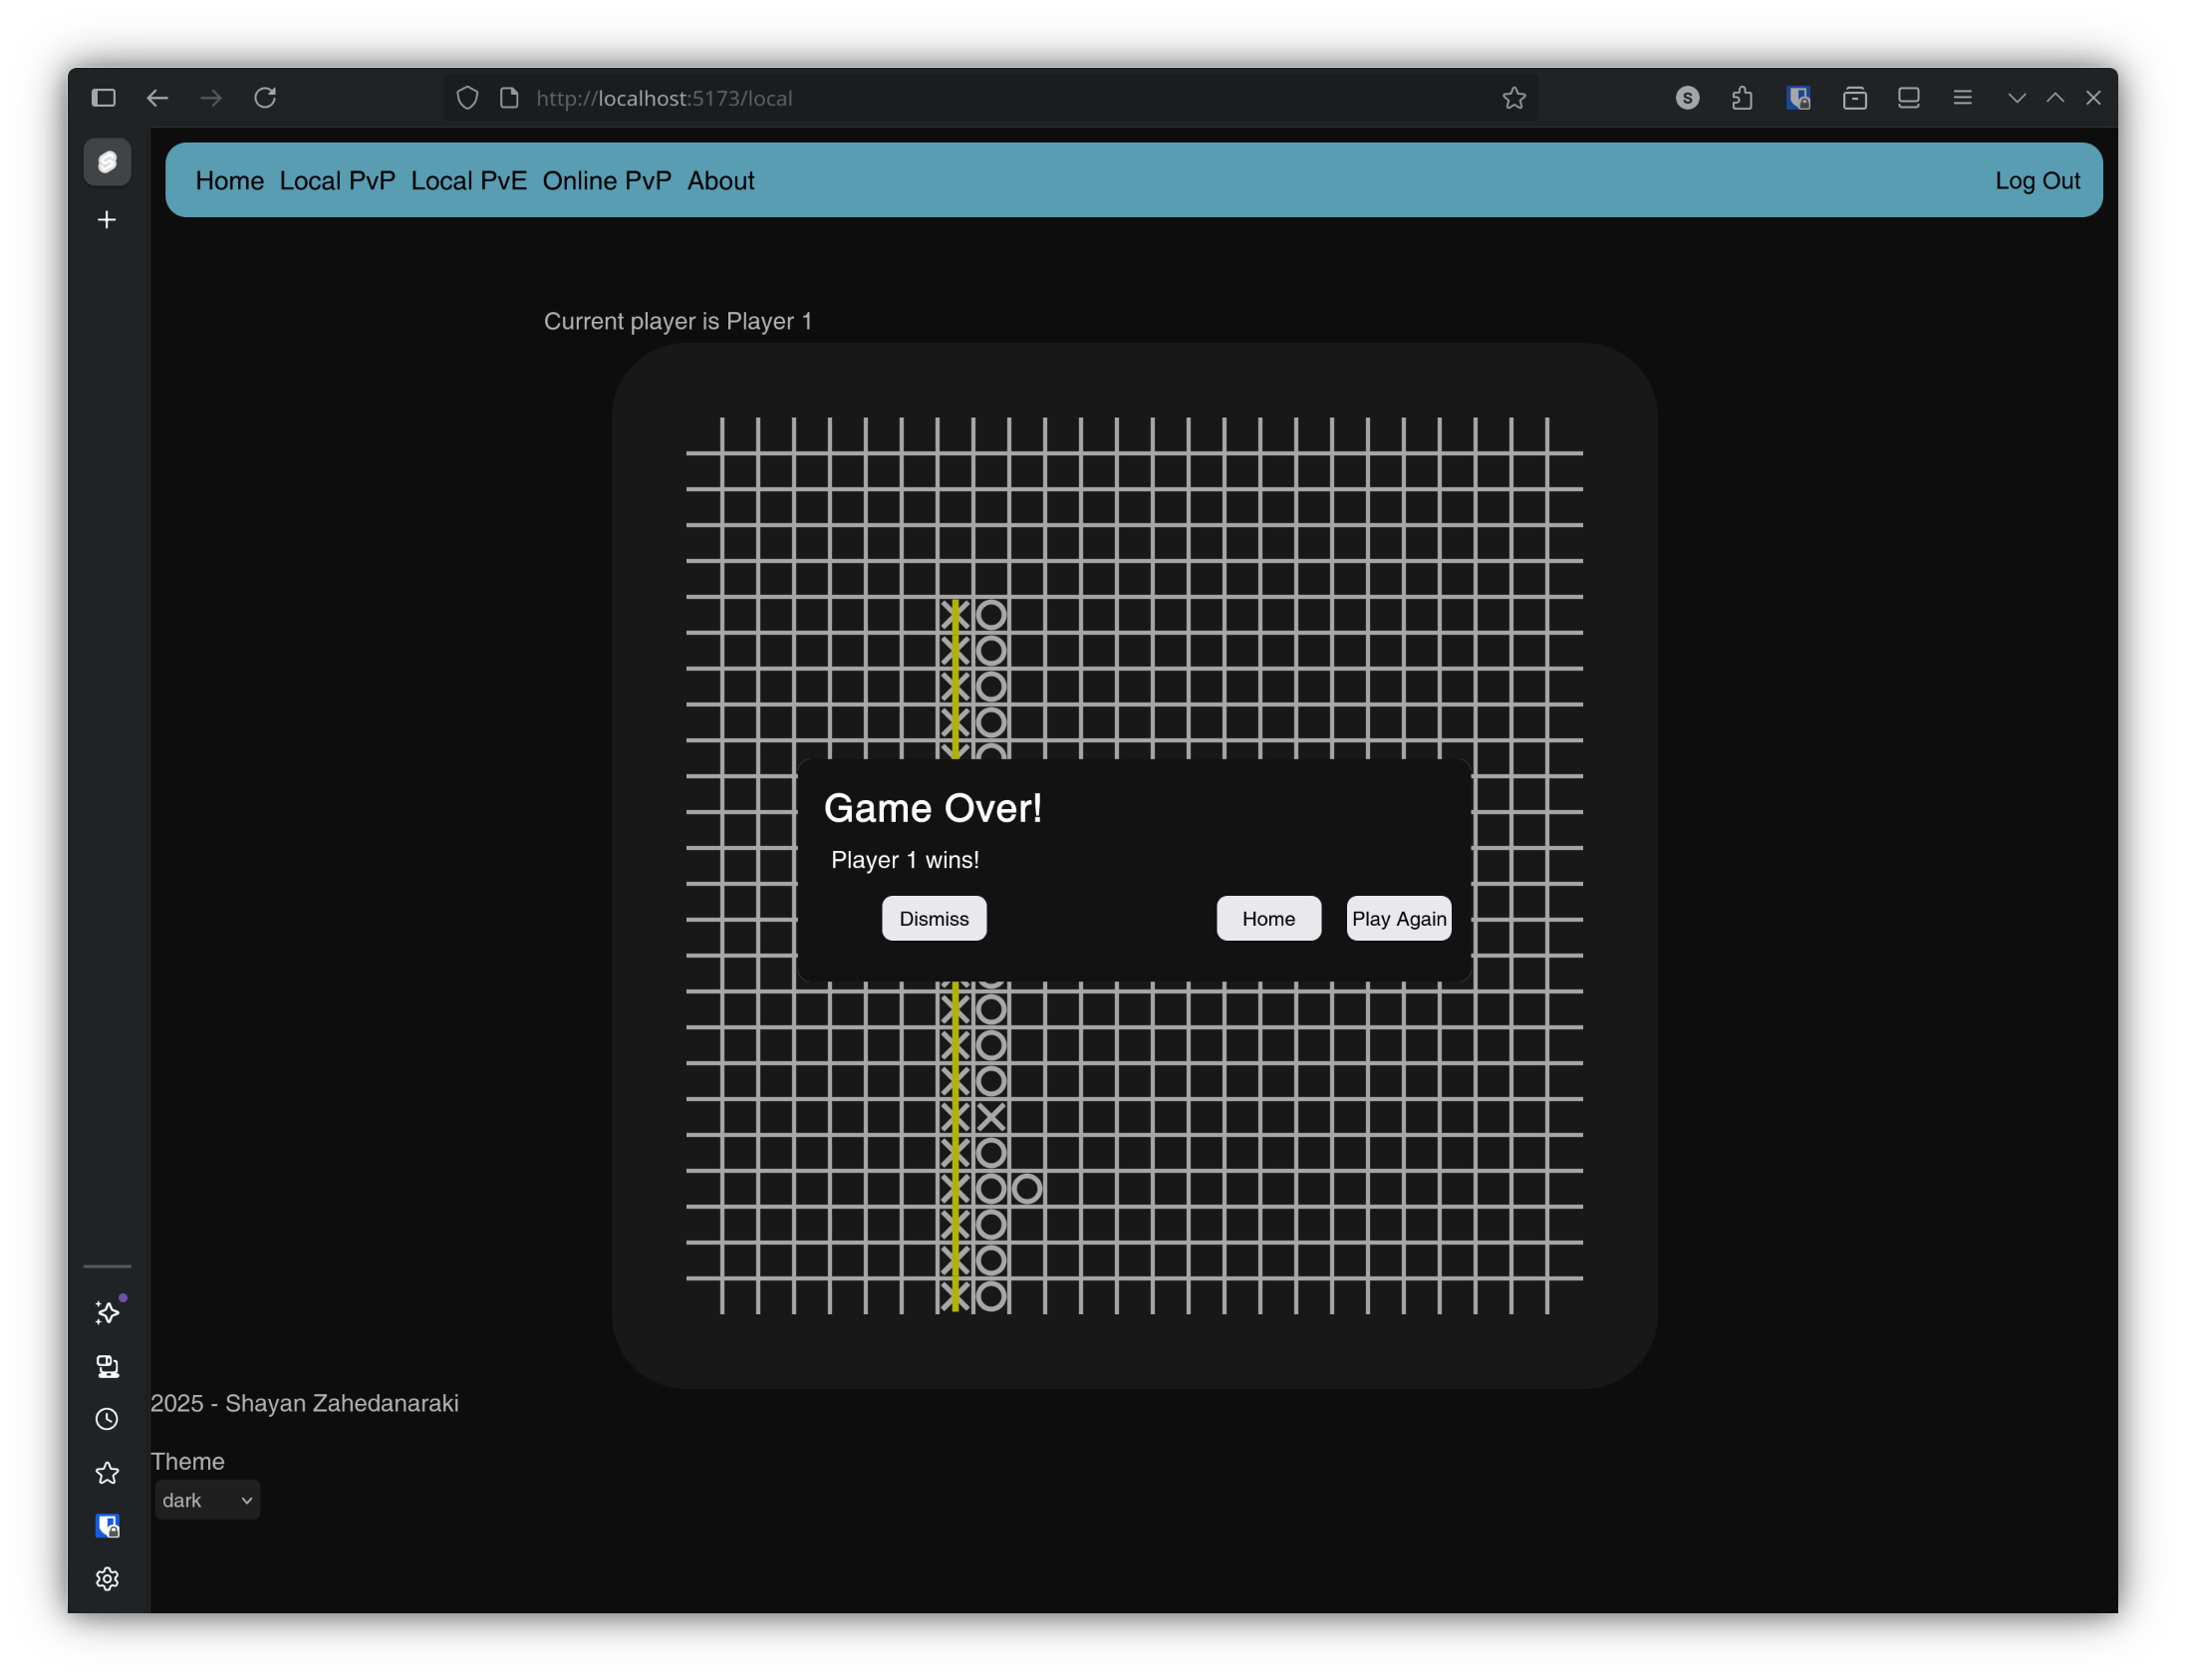 http://localhost:5173/local
S
Home Local PvP Local PvE Online PvP About Log Out
Current player is Player 1
Game Over!
Player 1 wins!
Dismiss Home Play Again
2025 - Shayan Zahedanaraki
Theme
dark